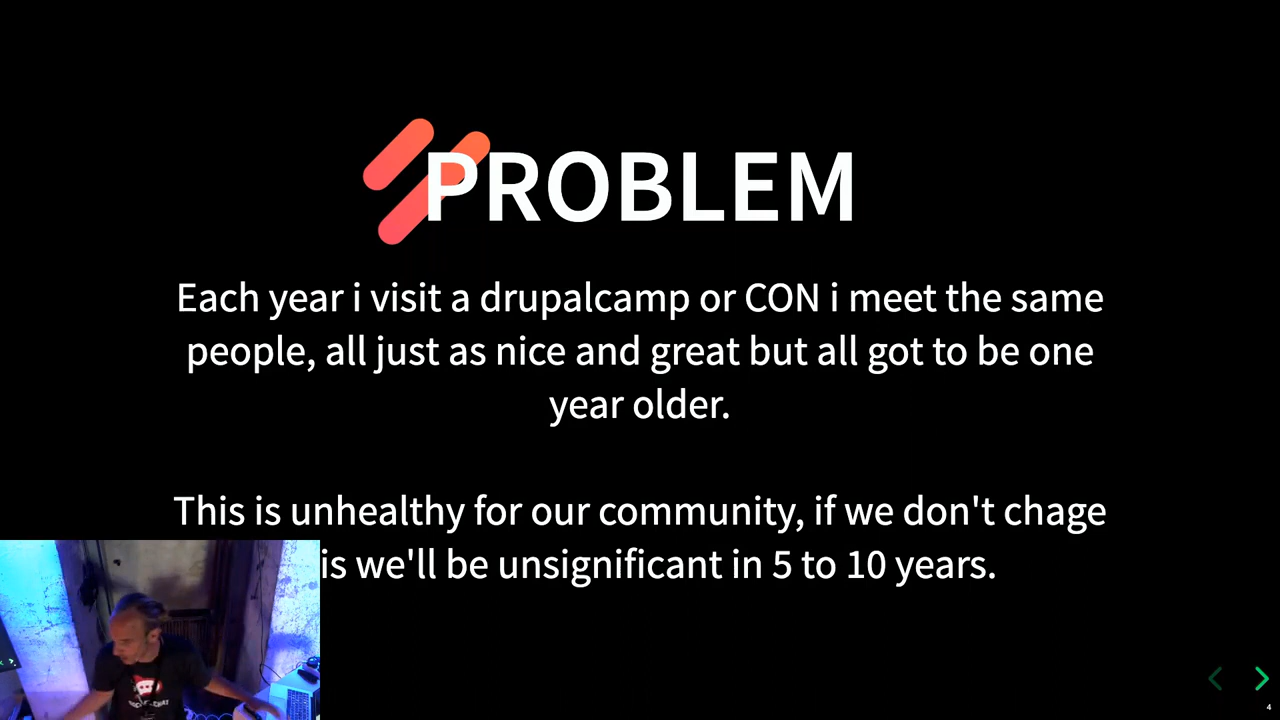 PROBLEM
Each year i visit a drupalcamp or CON i meet the same
people, all just as nice and great but all got to be one
year older.
This is unhealthy for our community, if we don't chage
is we'll be unsignificant in 5 to 10 years.
4